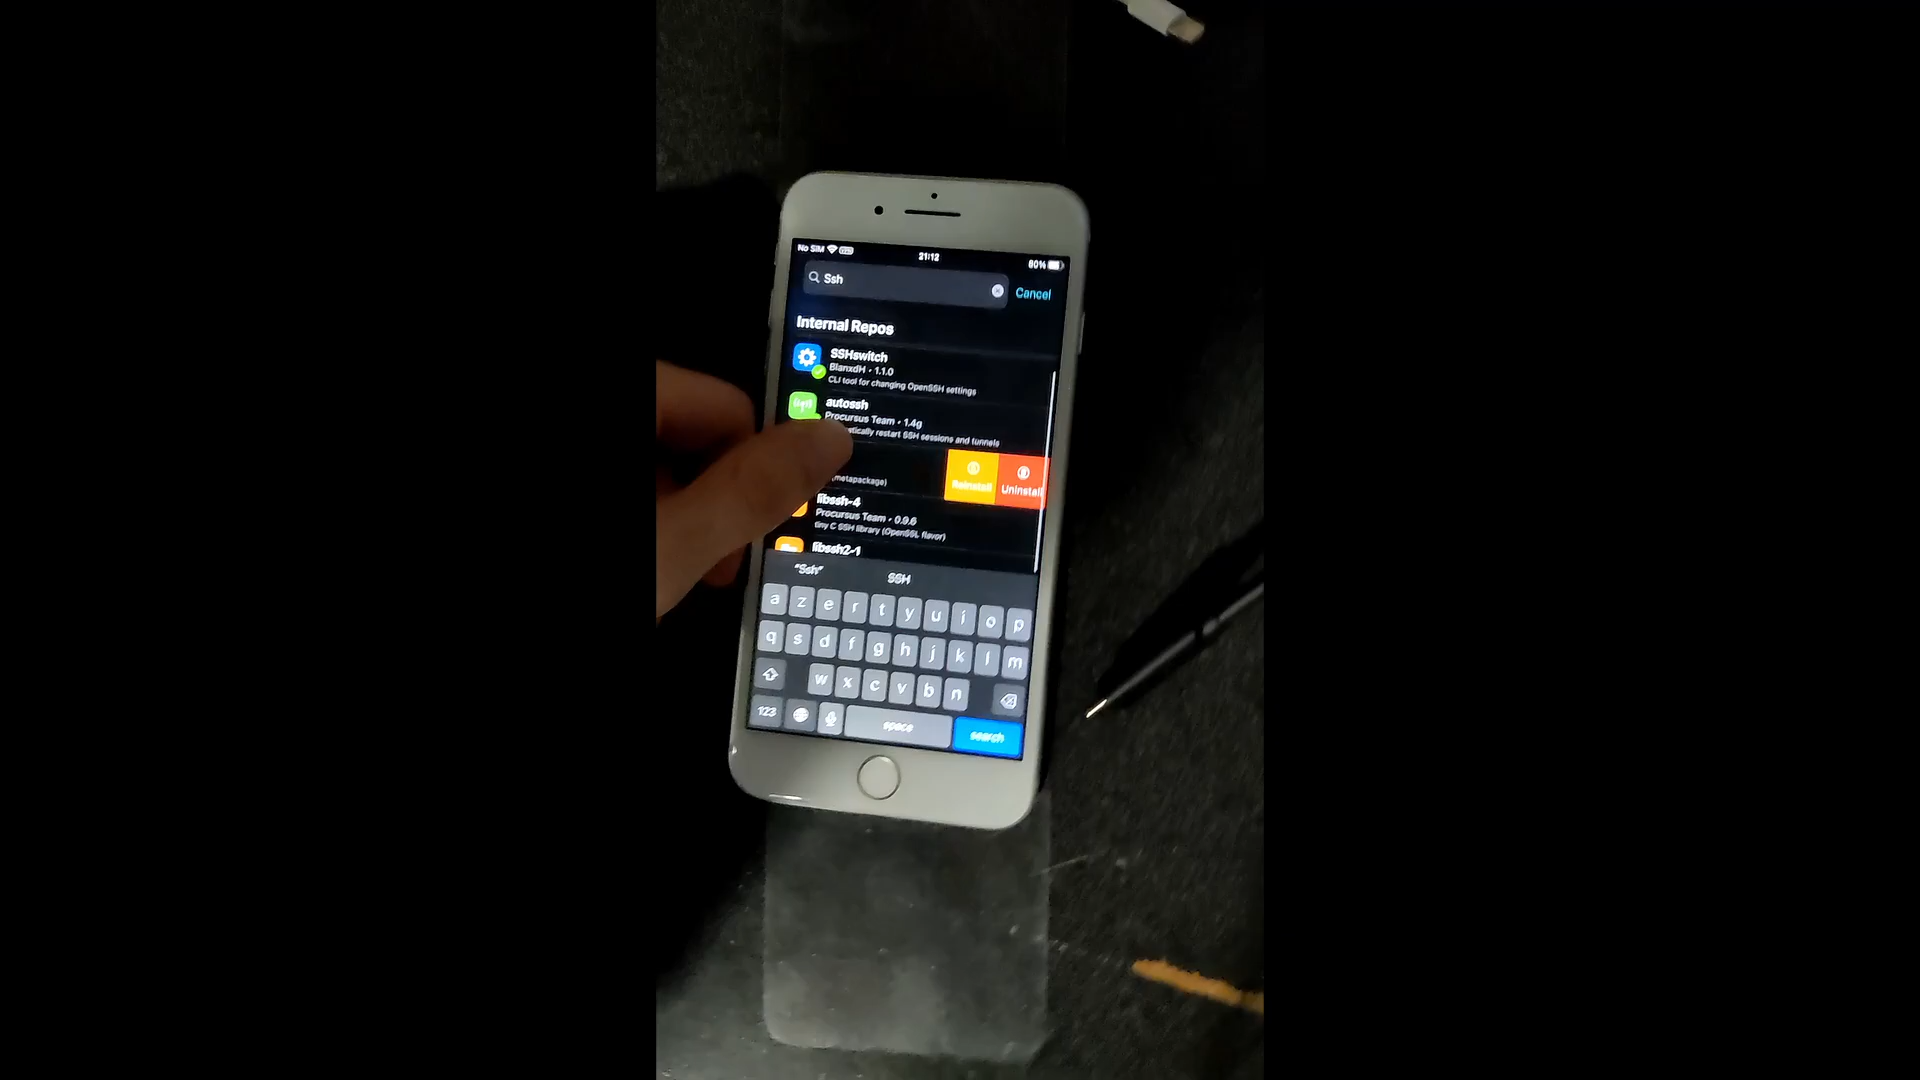 No SIM
21:12
80%
Ssh
Cancel
Internal Repos
SSHswitch
BlanxdH • 1.1.0
CLI tool for changing OpenSSH settings
autossh
Procursus Team • 1.4g
atically restart SSH sessions and tunnels
(metapackage)
Reinstall
Uninstall
libssh-4
Procursus Team • 0.9.6
tiny C SSH library (OpenSSL flavor)
libssh2-1
"Ssh"
SSH
a z e r t y u i o p
q s d f g h j k l m
w x c v b n
123
space
search